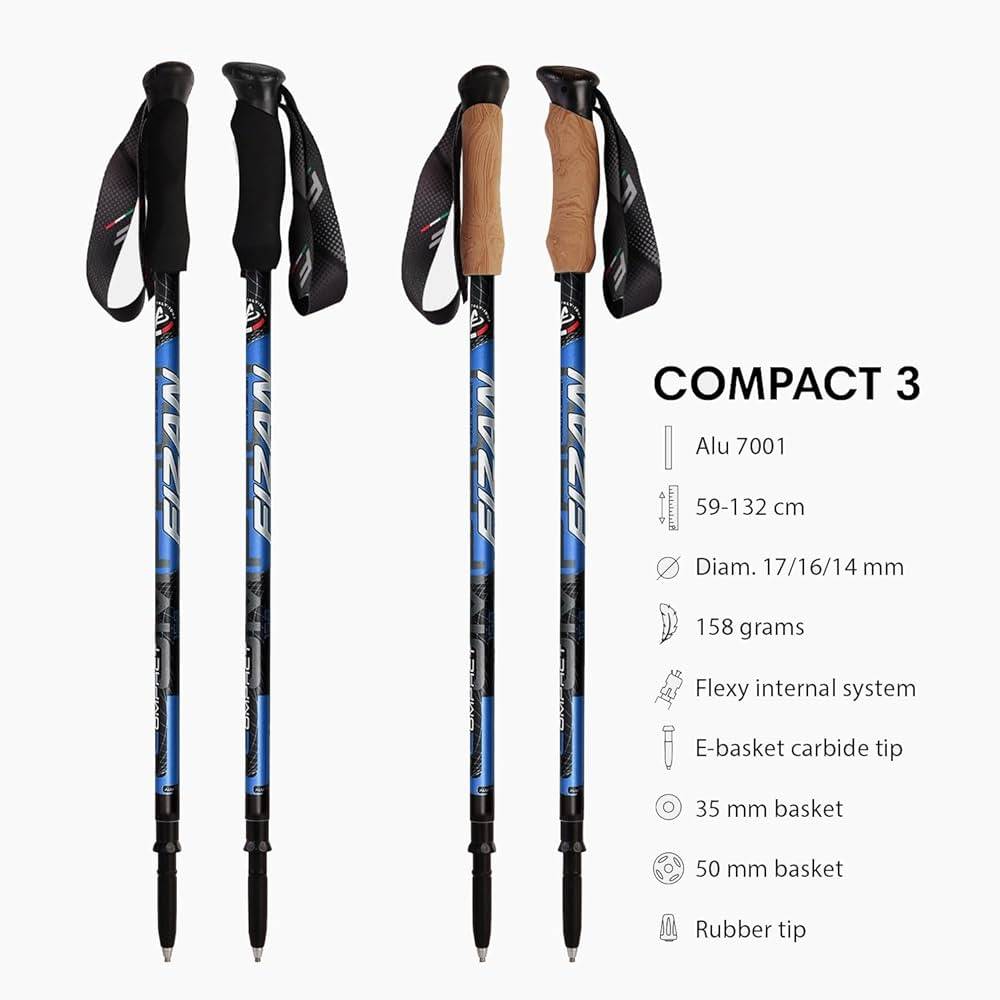 FIZAN
FIZAN
FIZAN
FIZAN
COMPACT
COMPACT 3
Alu 7001
59-132 cm
Diam. 17/16/14 mm
158 grams
Flexy internal system
E-basket carbide tip
35 mm basket
50 mm basket
Rubber tip